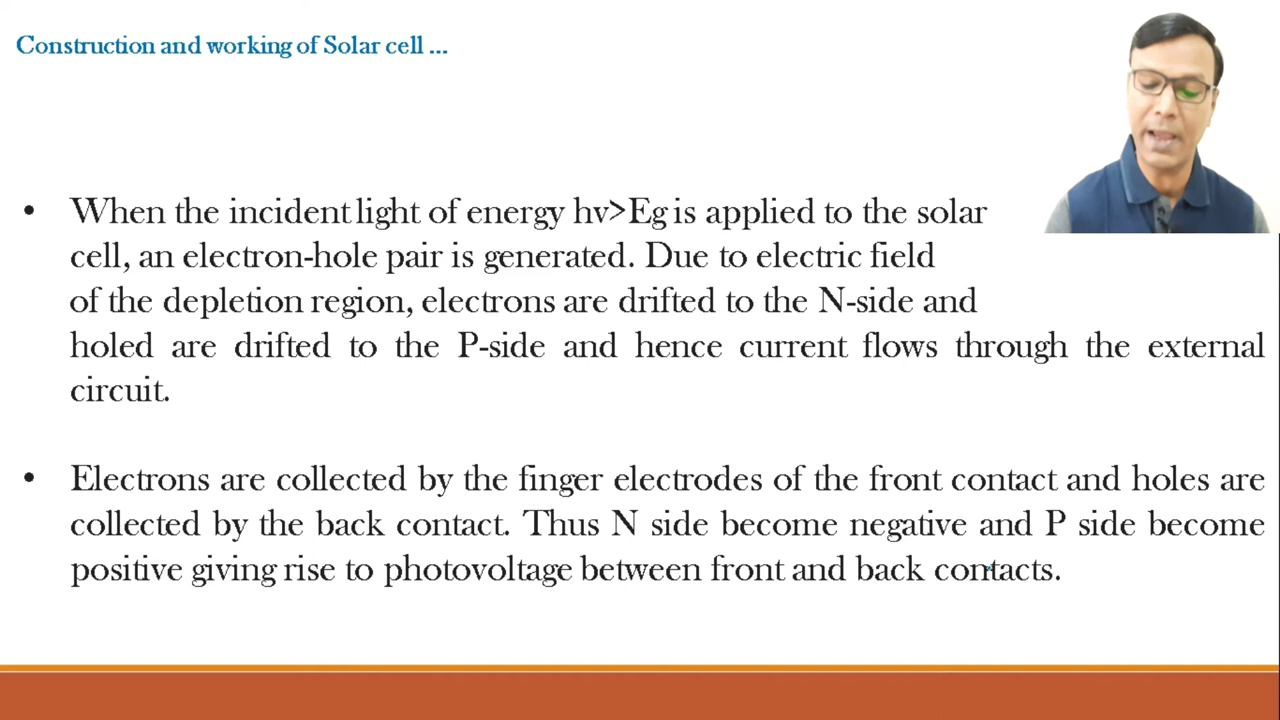 Construction and working of Solar cell ...
• When the incident light of energy hv>Eg is applied to the solar
cell, an electron-hole pair is generated. Due to electric field
of the depletion region, electrons are drifted to the N-side and
holed are drifted to the P-side and hence current flows through the external
circuit.
• Electrons are collected by the finger electrodes of the front contact and holes are
collected by the back contact. Thus N side become negative and P side become
positive giving rise to photovoltage between front and back contacts.